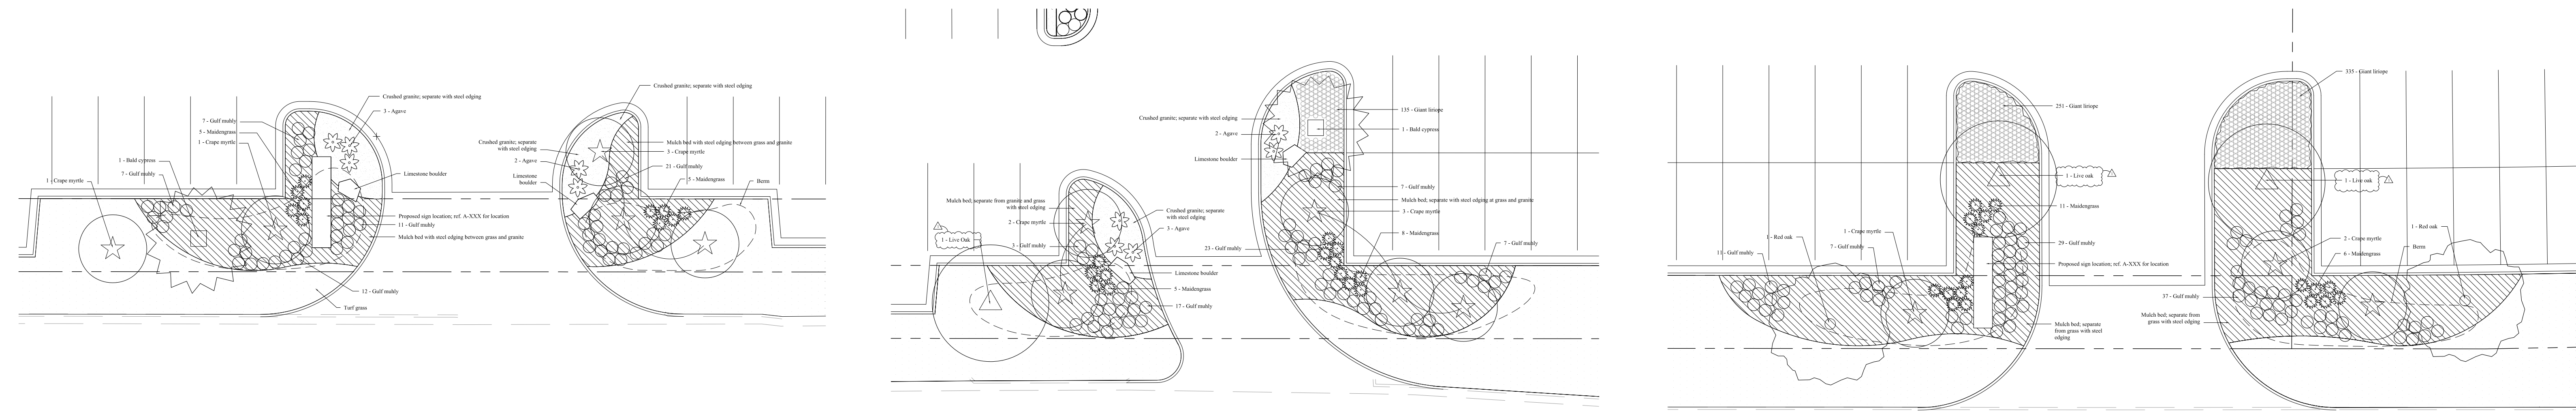 Crushed granite; separate with steel edging
3 - Agave
7 - Gulf muhly
5 - Maidengrass
1 - Crape myrtle
1 - Bald cypress
7 - Gulf muhly
1 - Crape myrtle
Limestone boulder
Proposed sign location; ref. A-XXX for location
11 - Gulf muhly
Mulch bed with steel edging between grass and granite
12 - Gulf muhly
Turf grass
Crushed granite; separate with steel edging
Crushed granite; separate
with steel edging
2 - Agave
Limestone
boulder
Mulch bed with steel edging between grass and granite
3 - Crape myrtle
21 - Gulf muhly
5 - Maidengrass
Berm
Mulch bed; separate from granite and grass
with steel edging
2 - Crape myrtle
1 - Live Oak
3 - Gulf muhly
Crushed granite; separate
with steel edging
3 - Agave
Limestone boulder
5 - Maidengrass
17 - Gulf muhly
Crushed granite; separate with steel edging
2 - Agave
Limestone boulder
23 - Gulf muhly
135 - Giant liriope
1 - Bald cypress
7 - Gulf muhly
Mulch bed; separate with steel edging at grass and granite
3 - Crape myrtle
8 - Maidengrass
7 - Gulf muhly
251 - Giant liriope
1 - Live oak
11 - Maidengrass
1 - Crape myrtle
1 - Red oak
7 - Gulf muhly
11 - Gulf muhly
29 - Gulf muhly
Proposed sign location; ref. A-XXX for location
Mulch bed; separate
from grass with steel
edging
335 - Giant liriope
1 - Live oak
1 - Red oak
2 - Crape myrtle
Berm
6 - Maidengrass
37 - Gulf muhly
Mulch bed; separate from
grass with steel edging